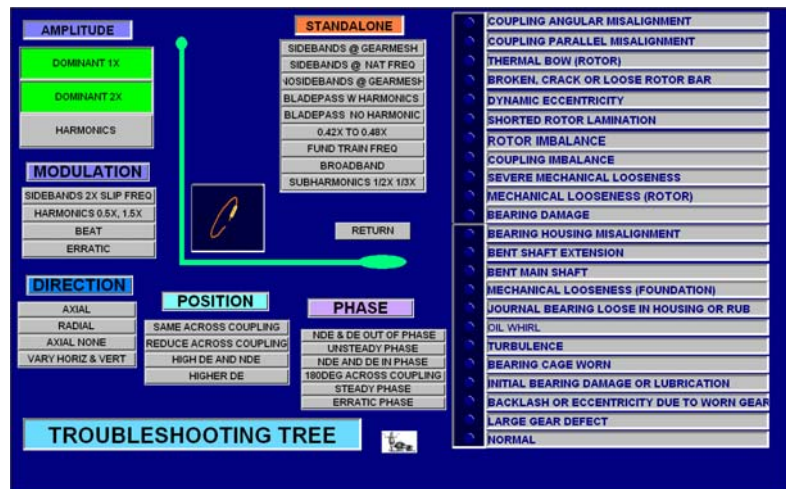 AMPLITUDE
DOMINANT 1X
DOMINANT 2X
HARMONICS
MODULATION
SIDEBANDS 2X SLIP FREQ
HARMONICS 0.5X, 1.5X
BEAT
ERRATIC
DIRECTION
AXIAL
RADIAL
AXIAL NONE
VARY HORIZ & VERT
POSITION
SAME ACROSS COUPLING
REDUCE ACROSS COUPLING
HIGH DE AND NDE
HIGHER DE
STANDALONE
SIDEBANDS @ GEARMESH
SIDEBANDS @ NAT FREQ
NOSIDEBANDS @ GEARMESH
BLADEPASS W HARMONICS
BLADEPASS NO HARMONIC
0.42X TO 0.48X
FUND TRAIN FREQ
BROADBAND
SUBHARMONICS 1/2X 1/3X
RETURN
PHASE
NDE & DE OUT OF PHASE
UNSTEADY PHASE
NDE AND DE IN PHASE
180DEG ACROSS COUPLING
STEADY PHASE
ERRATIC PHASE
COUPLING ANGULAR MISALIGNMENT
COUPLING PARALLEL MISALIGNMENT
THERMAL BOW (ROTOR)
BROKEN, CRACK OR LOOSE ROTOR BAR
DYNAMIC ECCENTRICITY
SHORTED ROTOR LAMINATION
ROTOR IMBALANCE
COUPLING IMBALANCE
SEVERE MECHANICAL LOOSENESS
MECHANICAL LOOSENESS (ROTOR)
BEARING DAMAGE
BEARING HOUSING MISALIGNMENT
BENT SHAFT EXTENSION
BENT MAIN SHAFT
MECHANICAL LOOSENESS (FOUNDATION)
JOURNAL BEARING LOOSE IN HOUSING OR RUB
OIL WHIRL
TURBULENCE
BEARING CAGE WORN
INITIAL BEARING DAMAGE OR LUBRICATION
BACKLASH OR ECCENTRICITY DUE TO WORN GEAR
LARGE GEAR DEFECT
NORMAL
TROUBLESHOOTING TREE